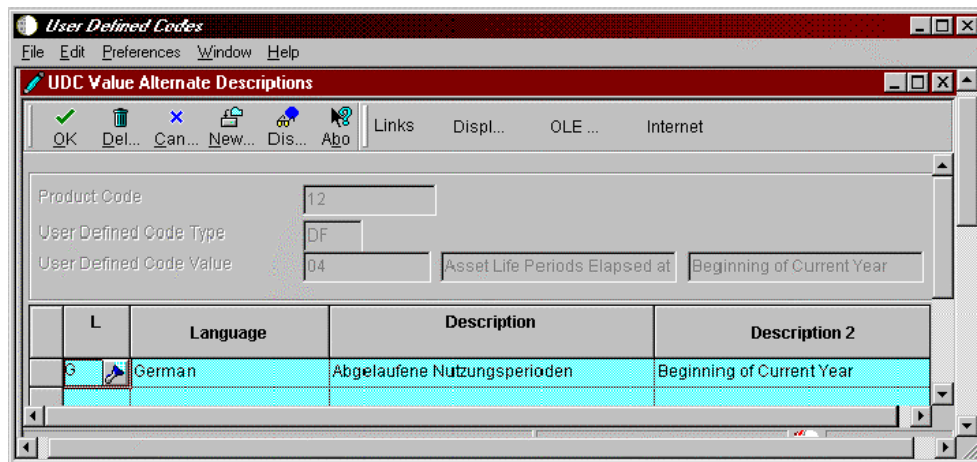 User Defined Codes
File Edit Preferences Window Help
UDC Value Alternate Descriptions
OK Del... Can... New... Dis... Abo Links Displ... OLE ... Internet
Product Code 12
User Defined Code Type DF
User Defined Code Value 04 Asset Life Periods Elapsed at Beginning of Current Year
L Language Description Description 2
G German Abgelaufene Nutzungsperioden Beginning of Current Year